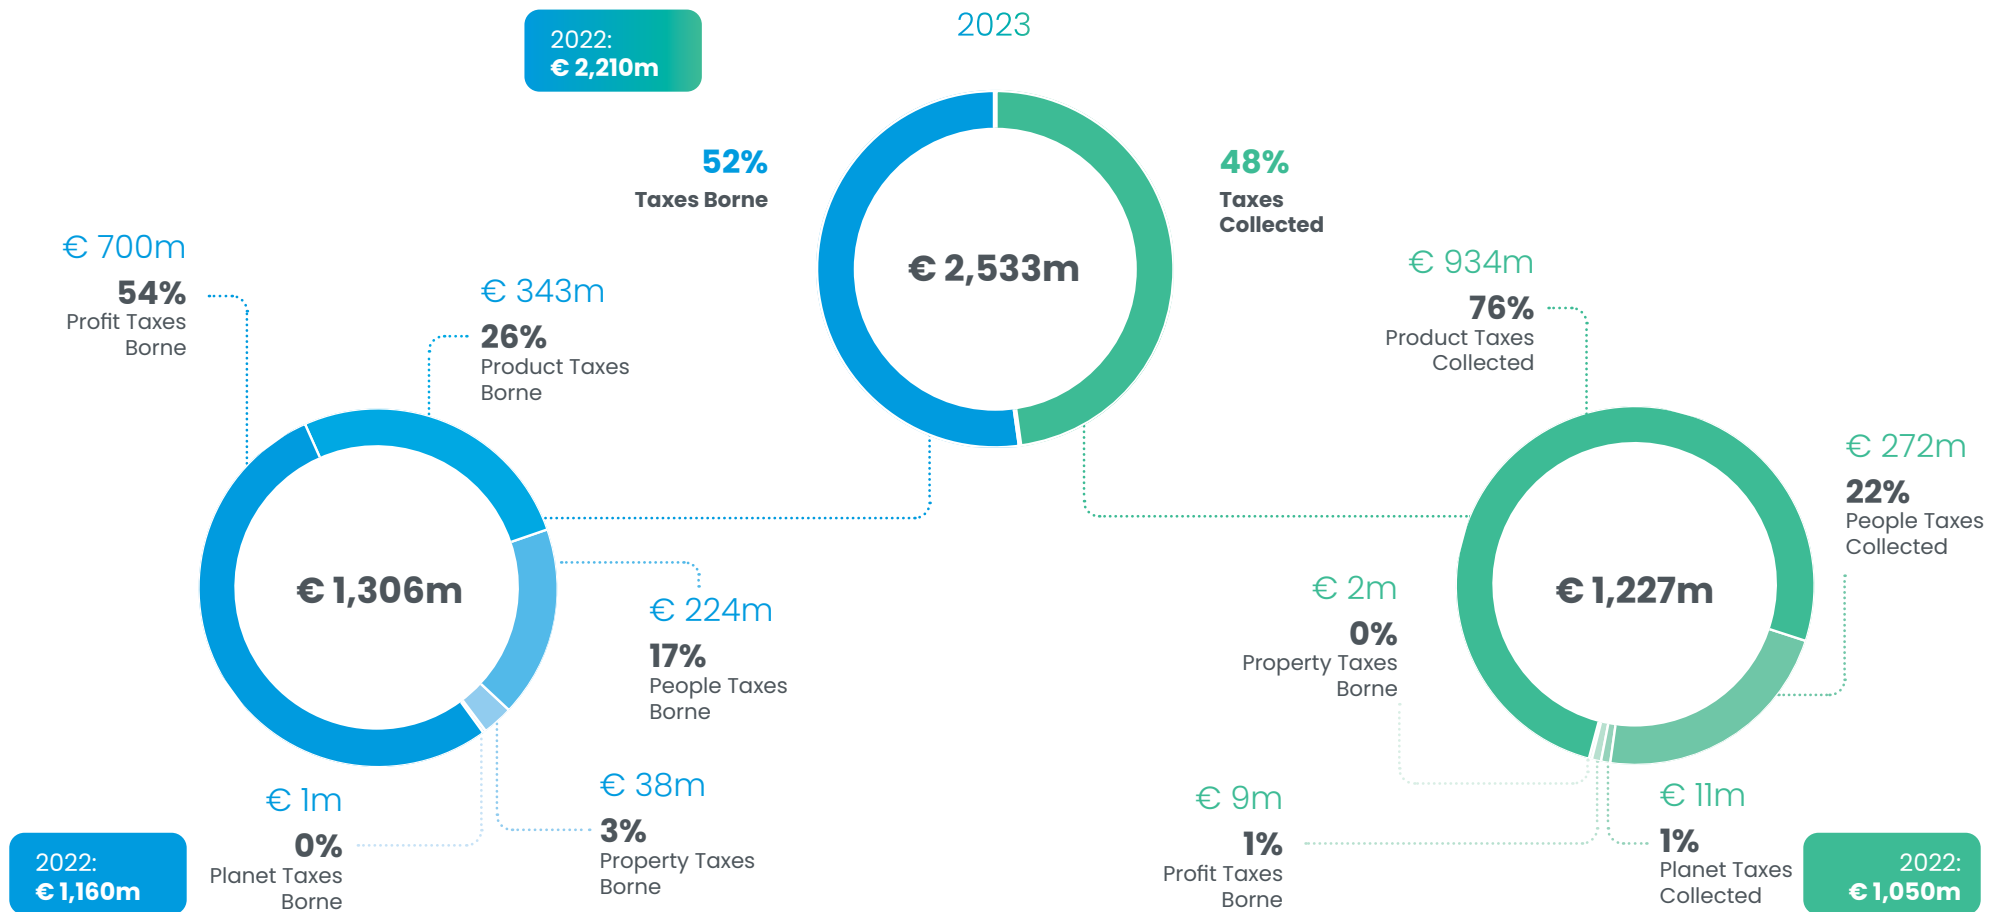 2022:
€ 2,210m
2023
52%
Taxes Borne
48%
Taxes
Collected
€ 2,533m
€ 700m
54%
Profit Taxes
Borne
€ 343m
26%
Product Taxes
Borne
€ 1,306m
€ 224m
17%
People Taxes
Borne
€ 38m
3%
Property Taxes
Borne
€ 1m
0%
Planet Taxes
Borne
2022:
€ 1,160m
€ 934m
76%
Product Taxes
Collected
€ 272m
22%
People Taxes
Collected
€ 1,227m
€ 2m
0%
Property Taxes
Borne
€ 9m
1%
Profit Taxes
Borne
€ 11m
1%
Planet Taxes
Collected
2022:
€ 1,050m